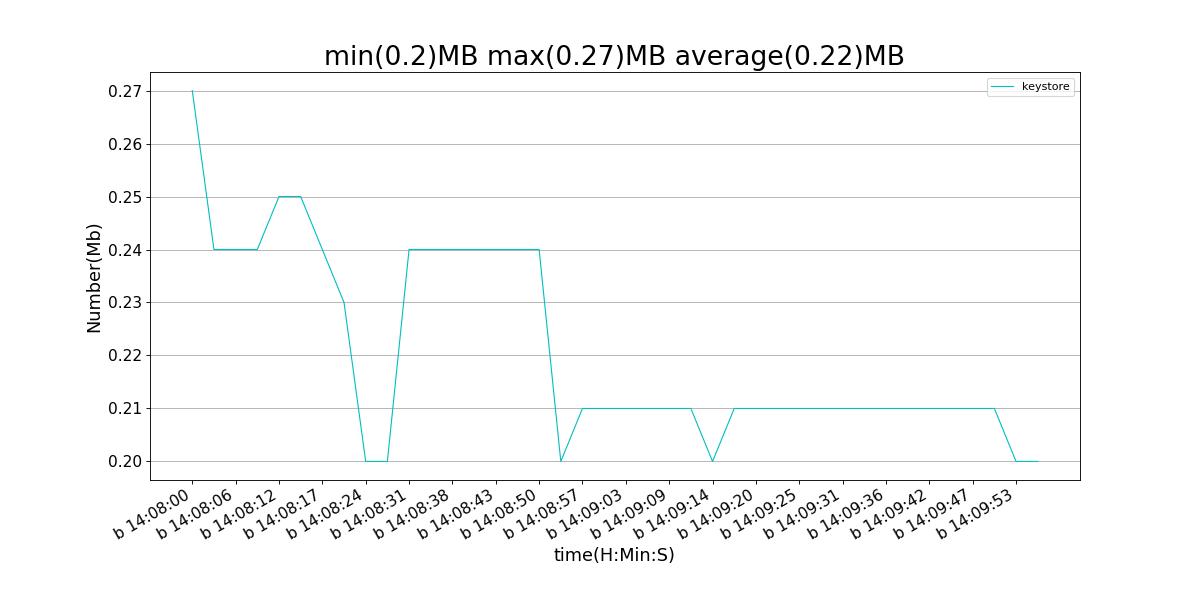 min(0.2)MB max(0.27)MB average(0.22)MB
keystore
0.27
0.26
0.25
0.24
0.23
0.22
0.21
0.20
Number(Mb)
b 14:08:00
b 14:08:06
b 14:08:12
b 14:08:17
b 14:08:24
b 14:08:31
b 14:08:38
b 14:08:43
b 14:08:50
b 14:08:57
b 14:09:03
b 14:09:09
b 14:09:14
b 14:09:20
b 14:09:25
b 14:09:31
b 14:09:36
b 14:09:42
b 14:09:47
b 14:09:53
time(H:Min:S)